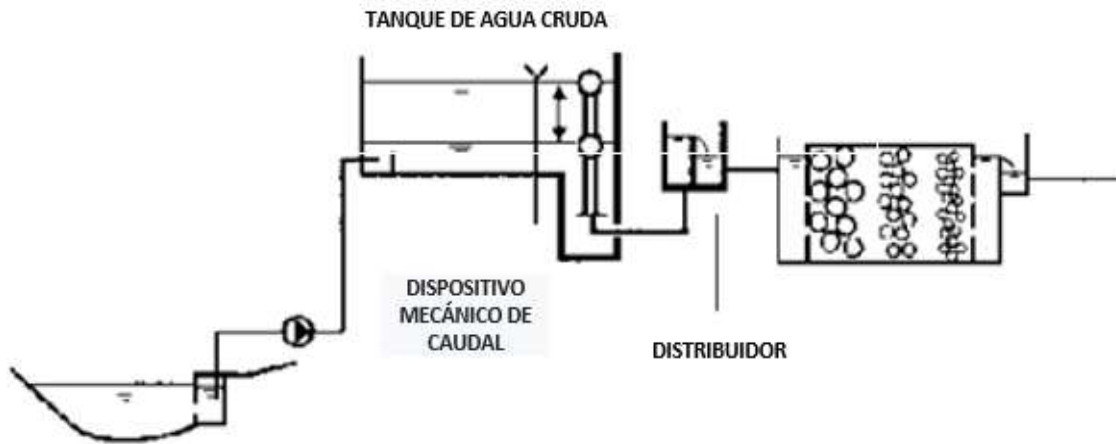 TANQUE DE AGUA CRUDA
DISPOSITIVO
MECÁNICO DE
CAUDAL
DISTRIBUIDOR